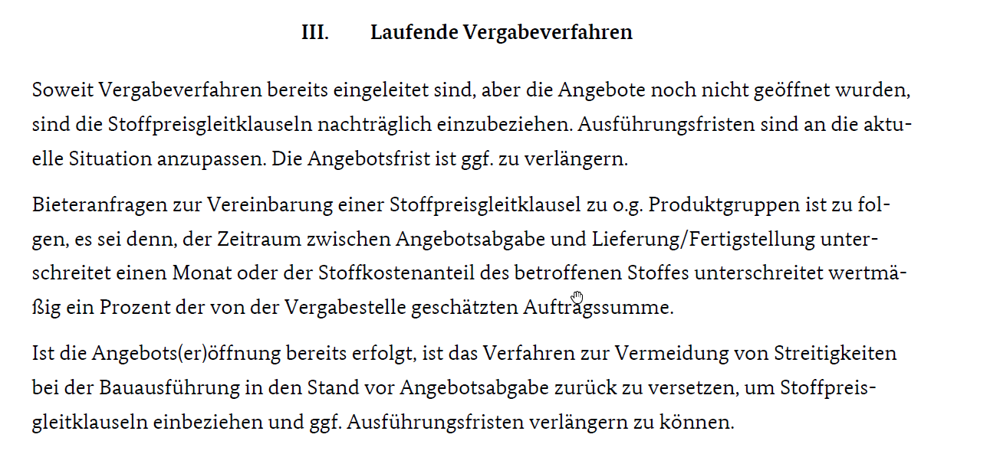 III. Laufende Vergabeverfahren
Soweit Vergabeverfahren bereits eingeleitet sind, aber die Angebote noch nicht geöffnet wurden,
sind die Stoffpreisgleitklauseln nachträglich einzubeziehen. Ausführungsfristen sind an die aktu-
elle Situation anzupassen. Die Angebotsfrist ist ggf. zu verlängern.
Bieteranfragen zur Vereinbarung einer Stoffpreisgleitklausel zu o.g. Produktgruppen ist zu fol-
gen, es sei denn, der Zeitraum zwischen Angebotsabgabe und Lieferung/Fertigstellung unter-
schreitet einen Monat oder der Stoffkostenanteil des betroffenen Stoffes unterschreitet wertmä-
ßig ein Prozent der von der Vergabestelle geschätzten Auftragssumme.
Ist die Angebots(er)öffnung bereits erfolgt, ist das Verfahren zur Vermeidung von Streitigkeiten
bei der Bauausführung in den Stand vor Angebotsabgabe zurück zu versetzen, um Stoffpreis-
gleitklauseln einbeziehen und ggf. Ausführungsfristen verlängern zu können.